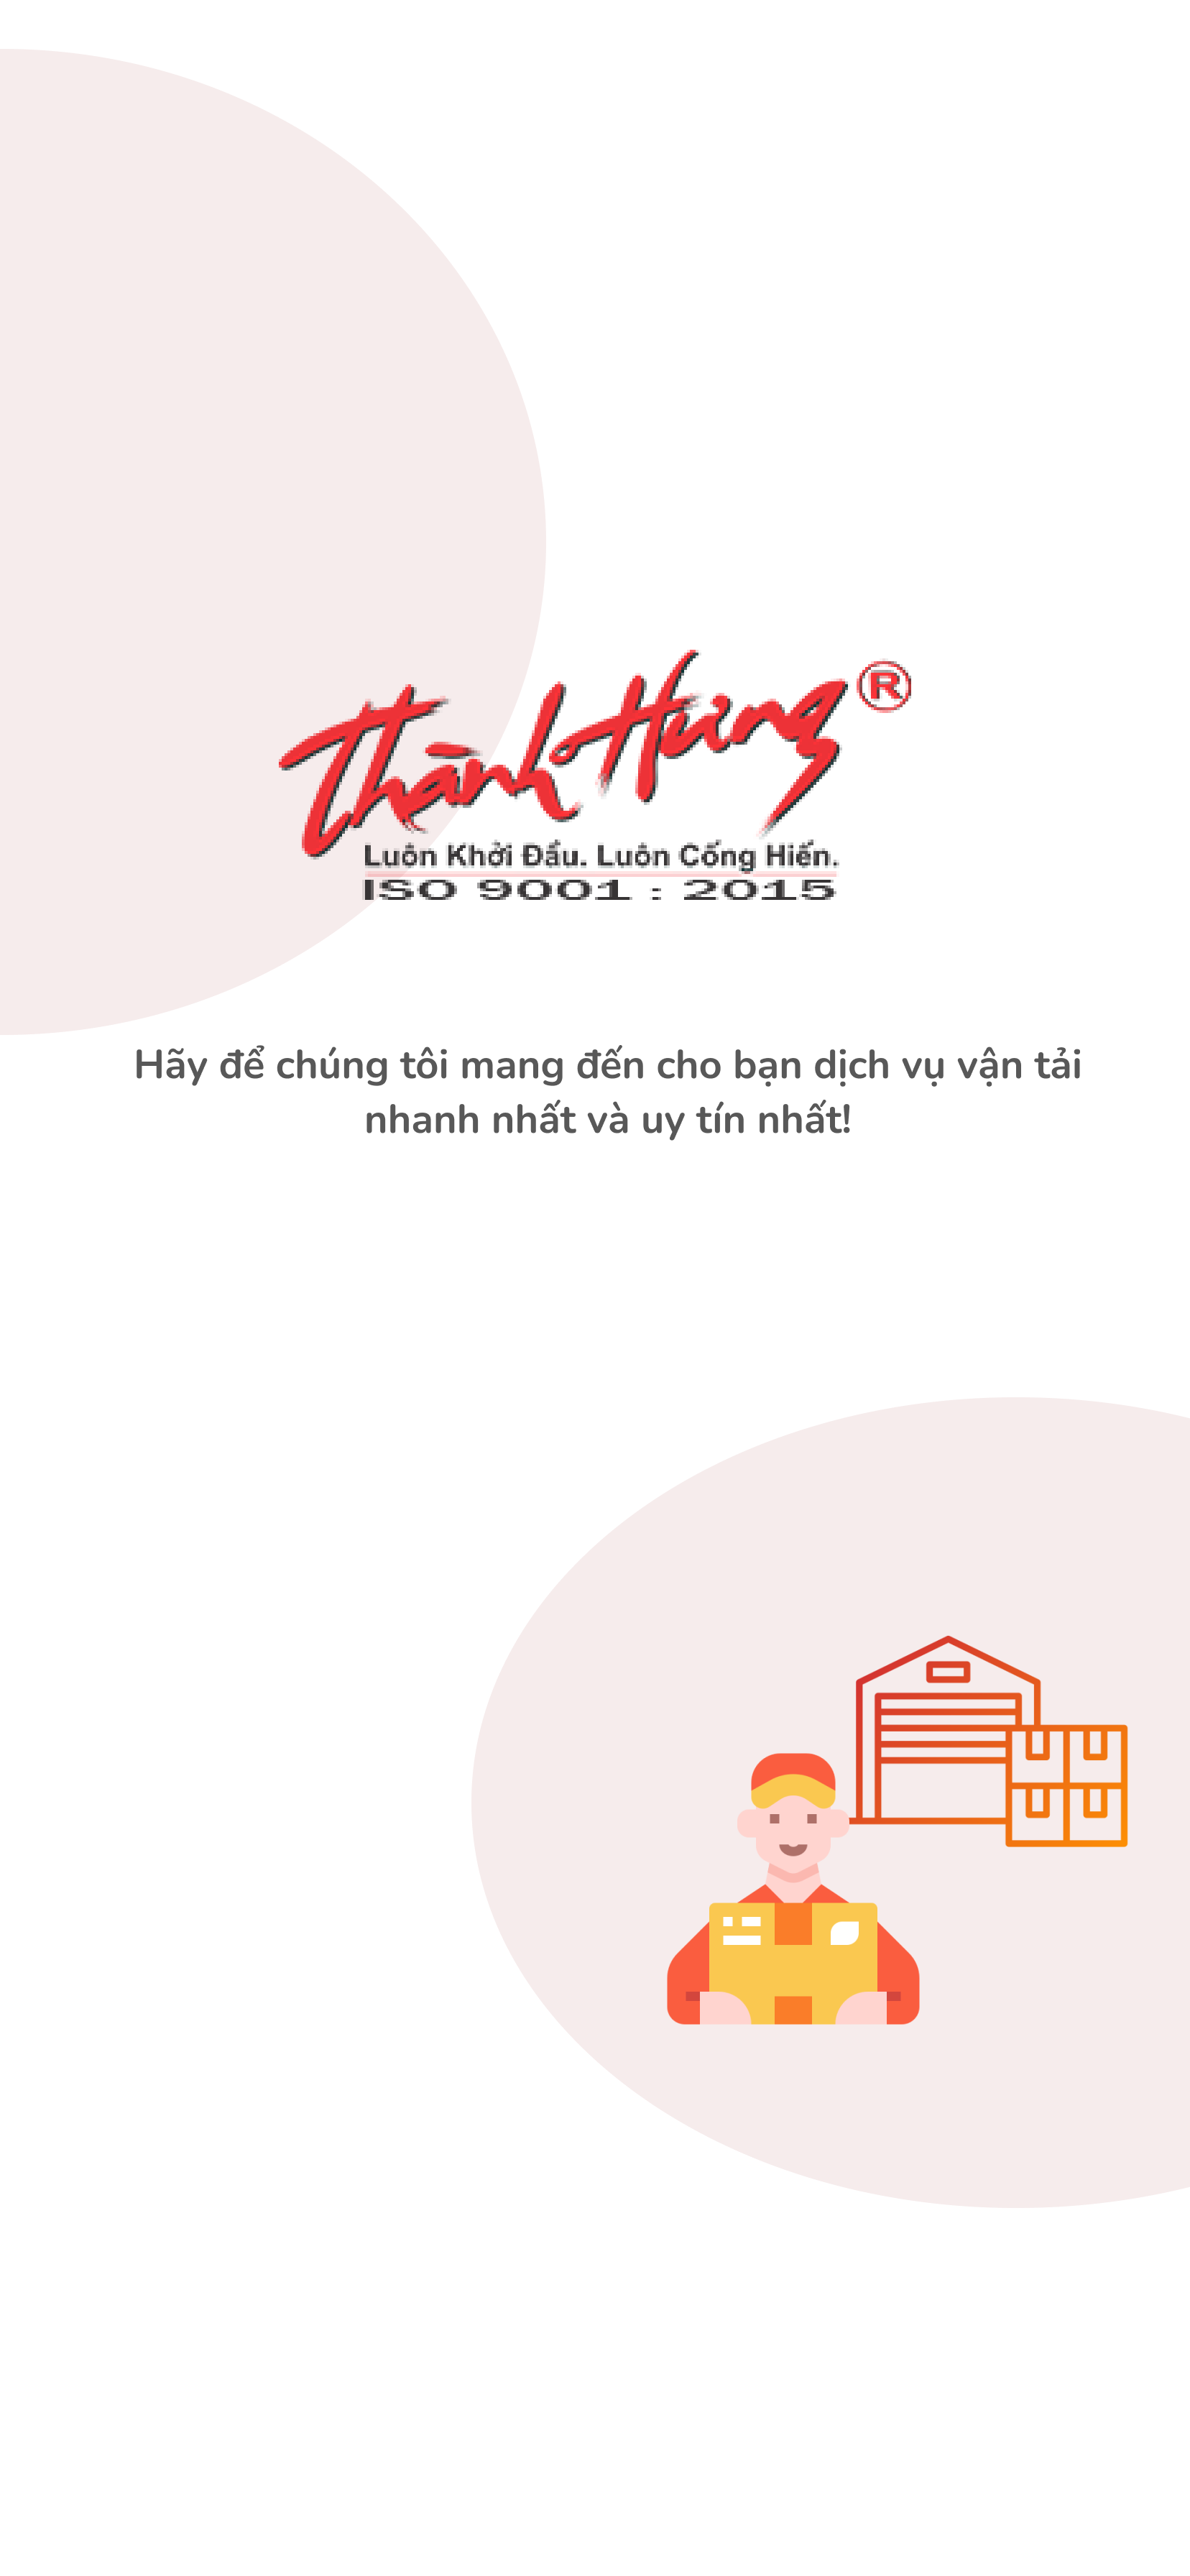 Thành Hưng ®
Luôn Khởi Đầu. Luôn Cống Hiến.
ISO 9001 : 2015
Hãy để chúng tôi mang đến cho bạn dịch vụ vận tải
nhanh nhất và uy tín nhất!